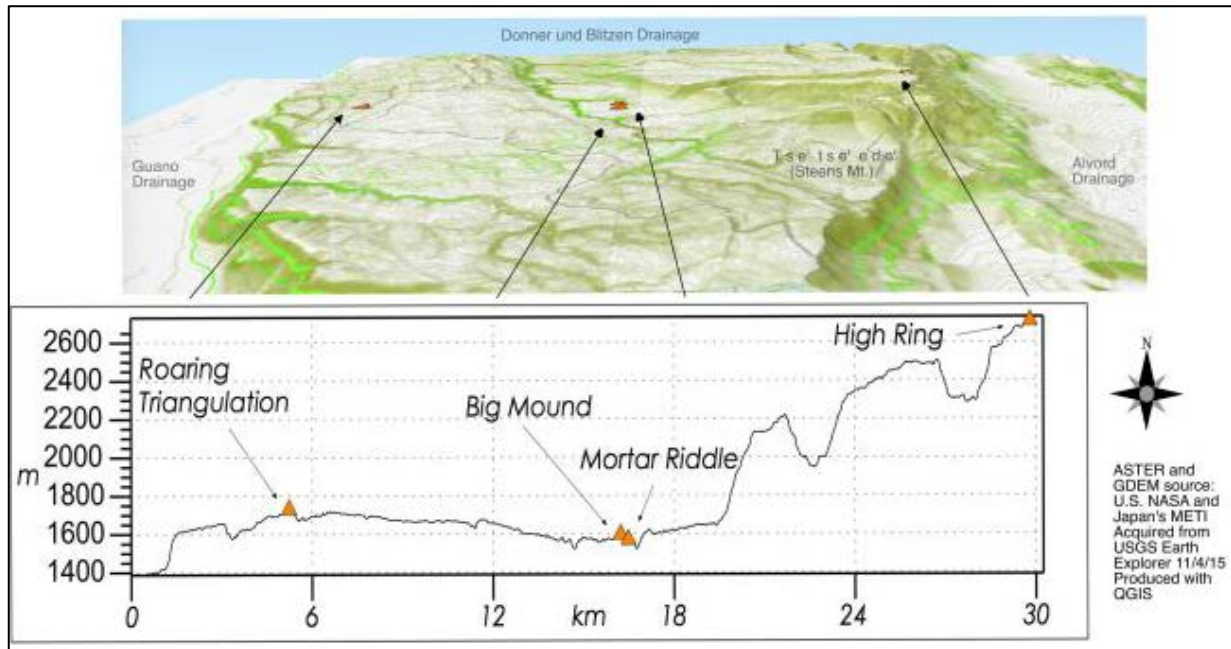 Donner und Blitzen Drainage
Guano
Drainage
Tse'tse'ede'
(Steans Mt.)
Alvord
Drainage
2600
2400
2200
2000
1800
1600
1400
m
Roaring
Triangulation
Big Mound
Mortar Riddle
High Ring
0
6
12
km
18
24
30
N
ASTER and
GDEM source:
U.S. NASA and
Japan's METI
Acquired from
USGS Earth
Explorer 11/4/15
Produced with
QGIS